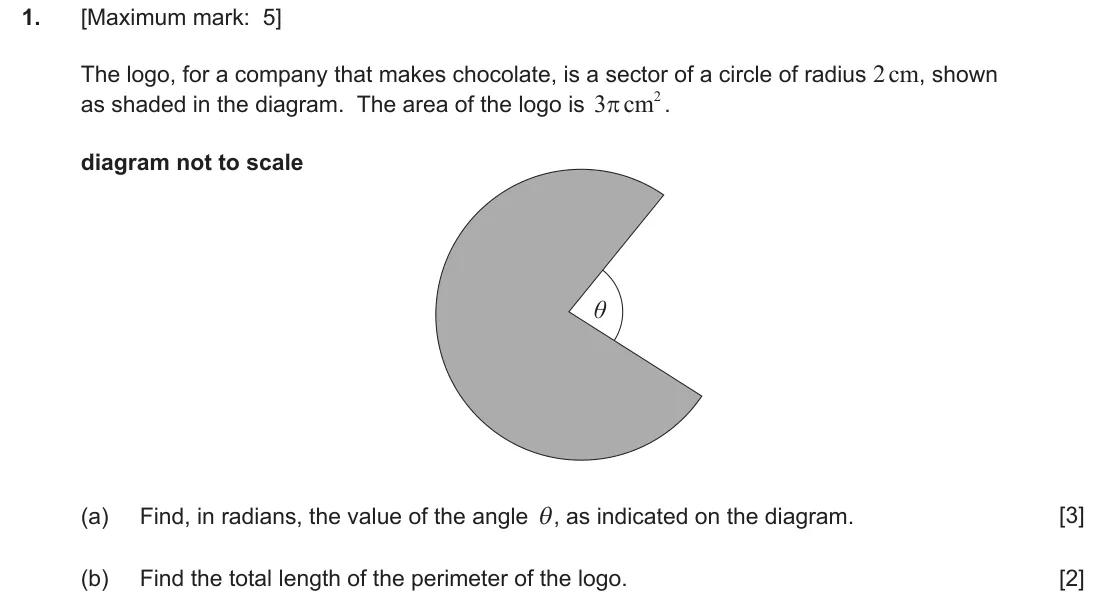 1. [Maximum mark: 5]
The logo, for a company that makes chocolate, is a sector of a circle of radius 2 cm, shown
as shaded in the diagram. The area of the logo is 3π cm².
diagram not to scale
θ
(a) Find, in radians, the value of the angle θ, as indicated on the diagram. [3]
(b) Find the total length of the perimeter of the logo. [2]